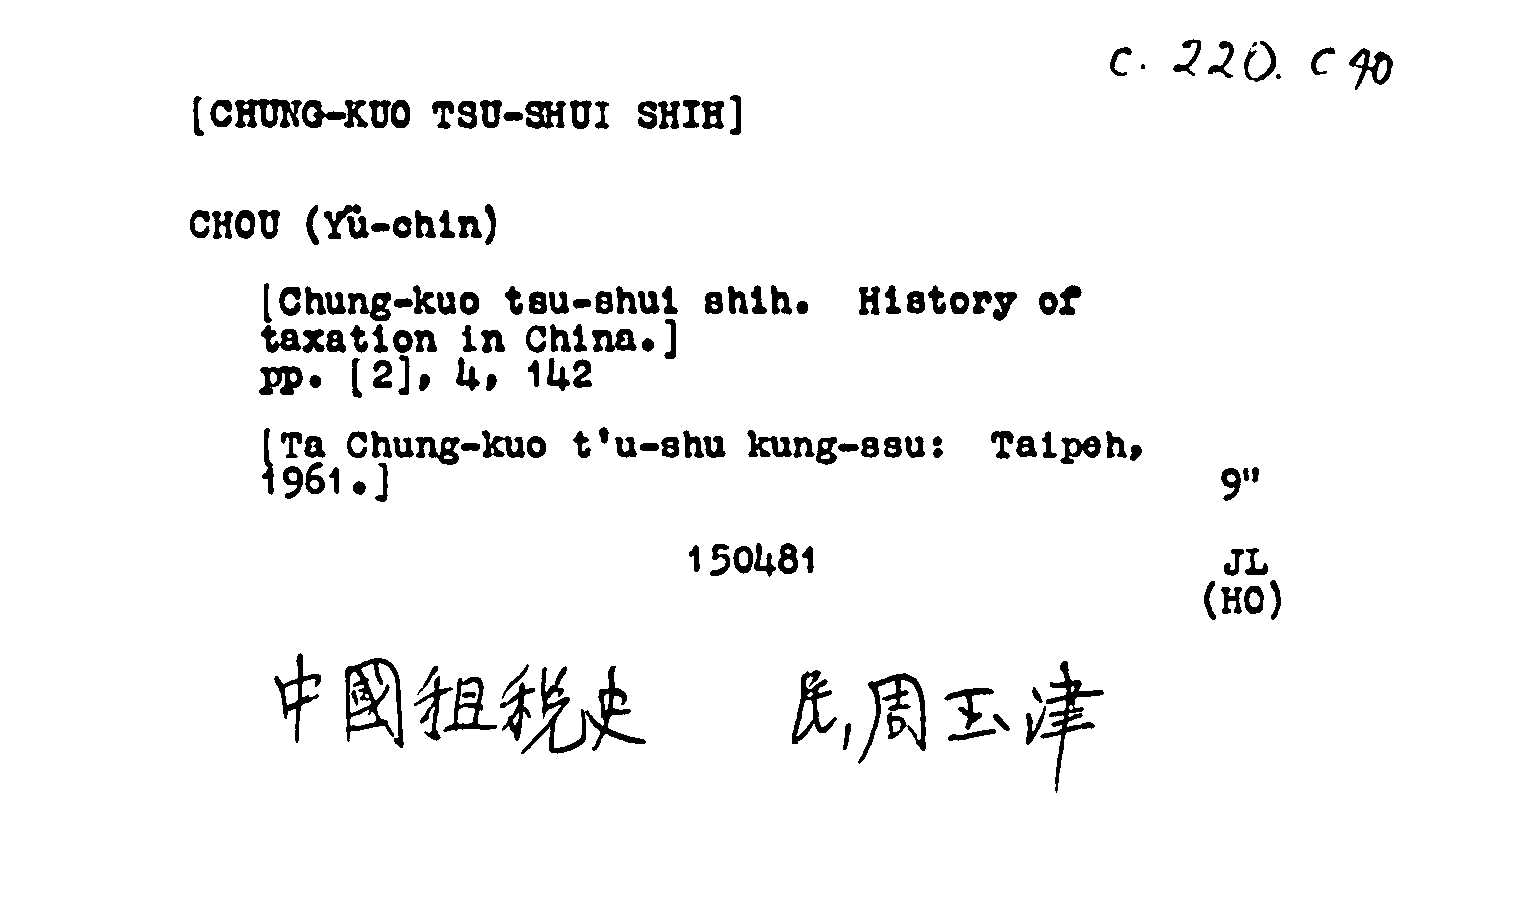 c. 220. c 40
[CHUNG-KUO TSU-SHUI SHIH]
CHOU (Yü-chin)
[Chung-kuo tsu-shui shih. History of
taxation in China.]
pp. [2], 4, 142
[Ta Chung-kuo t'u-shu kung-ssu: Taipeh,
1961.] 9"
150481 JL
(HO)
中國租税史 民,周玉津